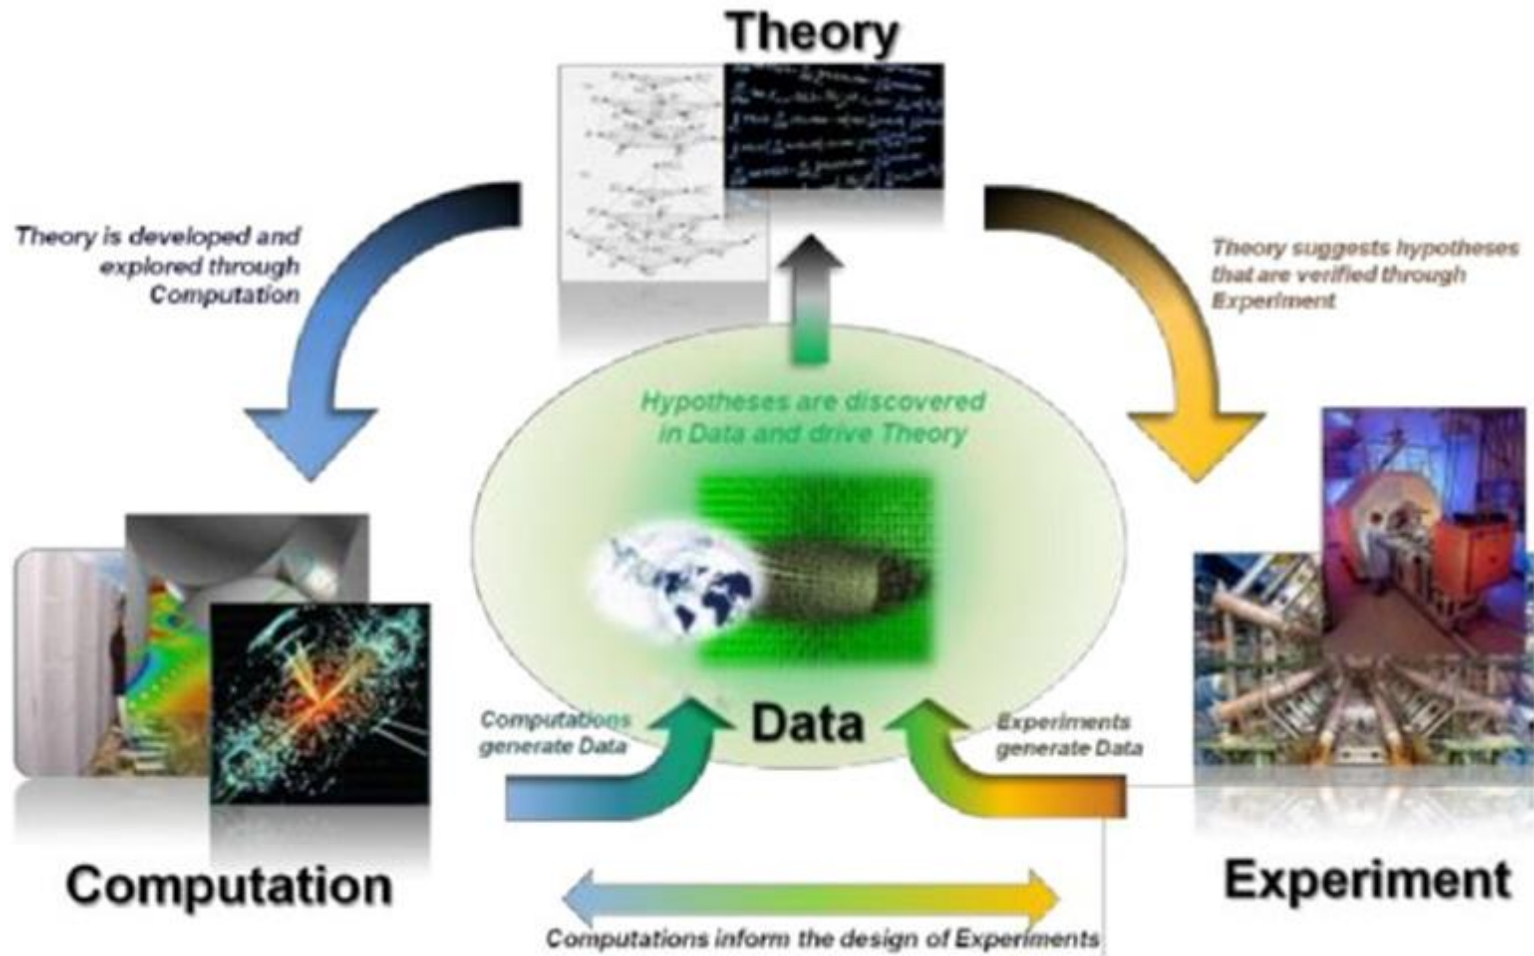 Theory
Theory is developed and
explored through
Computation
Theory suggests hypotheses
that are verified through
Experiment
Hypotheses are discovered
in Data and drive Theory
Computations
generate Data
Data
Experiments
generate Data
Computation
Experiment
Computations inform the design of Experiments